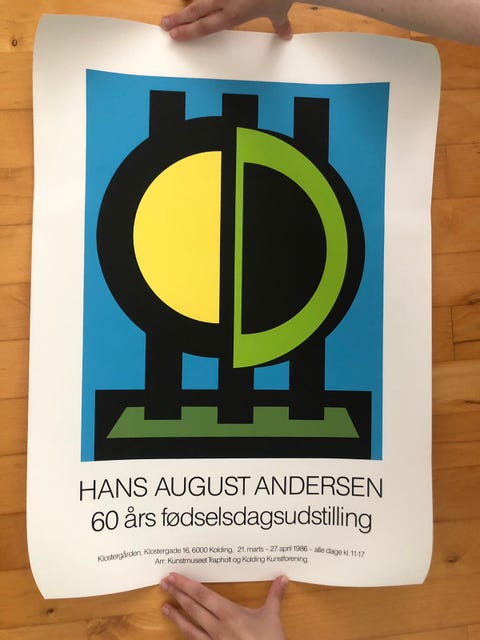 HANS AUGUST ANDERSEN
60 års fødselsdagsudstilling
Klostergården, Klostergade 16, 6000 Kolding, 21. marts – 27. april 1986 – alle dage kl. 11-17
Arr: Kunstmuseet Trapholt og Kolding Kunstforening.